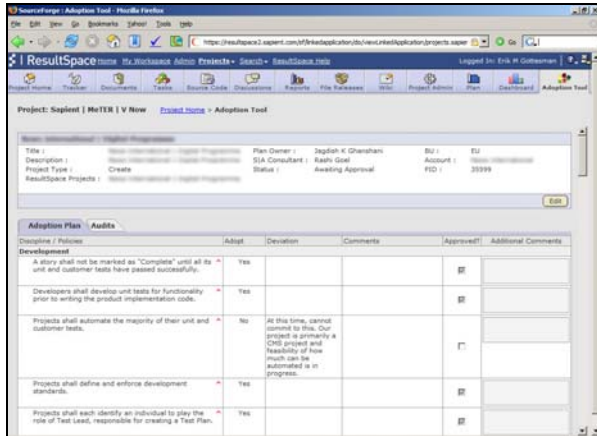 SourceForge: Adoption Tool - Mozilla Firefox
File Edit View Go Bookmarks Yahoo! Tools Help
https://resultspace2.sapient.com/sf/linkedapplication/do/viewLinkedApplication/projects.sapier
Go
ResultSpace Home My Workspace Admin Projects Search ResultSpace Help Logged In: Erik M Gottesman
Project Home Tracker Documents Tasks Source Code Discussions Reports File Releases Wiki Project Admin Plan Dashboard Adoption Tool
Project: Sapient | MeTER | V Now Project Home > Adoption Tool
Title : Plan Owner : Jagdish K Ghanshani BU : EU
Description : S|A Consultant : Rashi Goel Account :
Project Type : Create Status : Awaiting Approval PID : 35999
ResultSpace Projects :
Edit
Adoption Plan Audits
Discipline / Policies Adopt Deviation Comments Approved? Additional Comments
Development
A story shall not be marked as "Complete" until all its * Yes
unit and customer tests have passed successfully.
Developers shall develop unit tests for functionality * Yes
prior to writing the product implementation code.
Projects shall automate the majority of their unit and * No At this time, cannot
customer tests. commit to this. Our
project is primarily a
CMS project and
feasibility of how
much can be
automated is in
progress.
Projects shall define and enforce development * Yes
standards.
Projects shall each identify an individual to play the * Yes
role of Test Lead, responsible for creating a Test Plan.